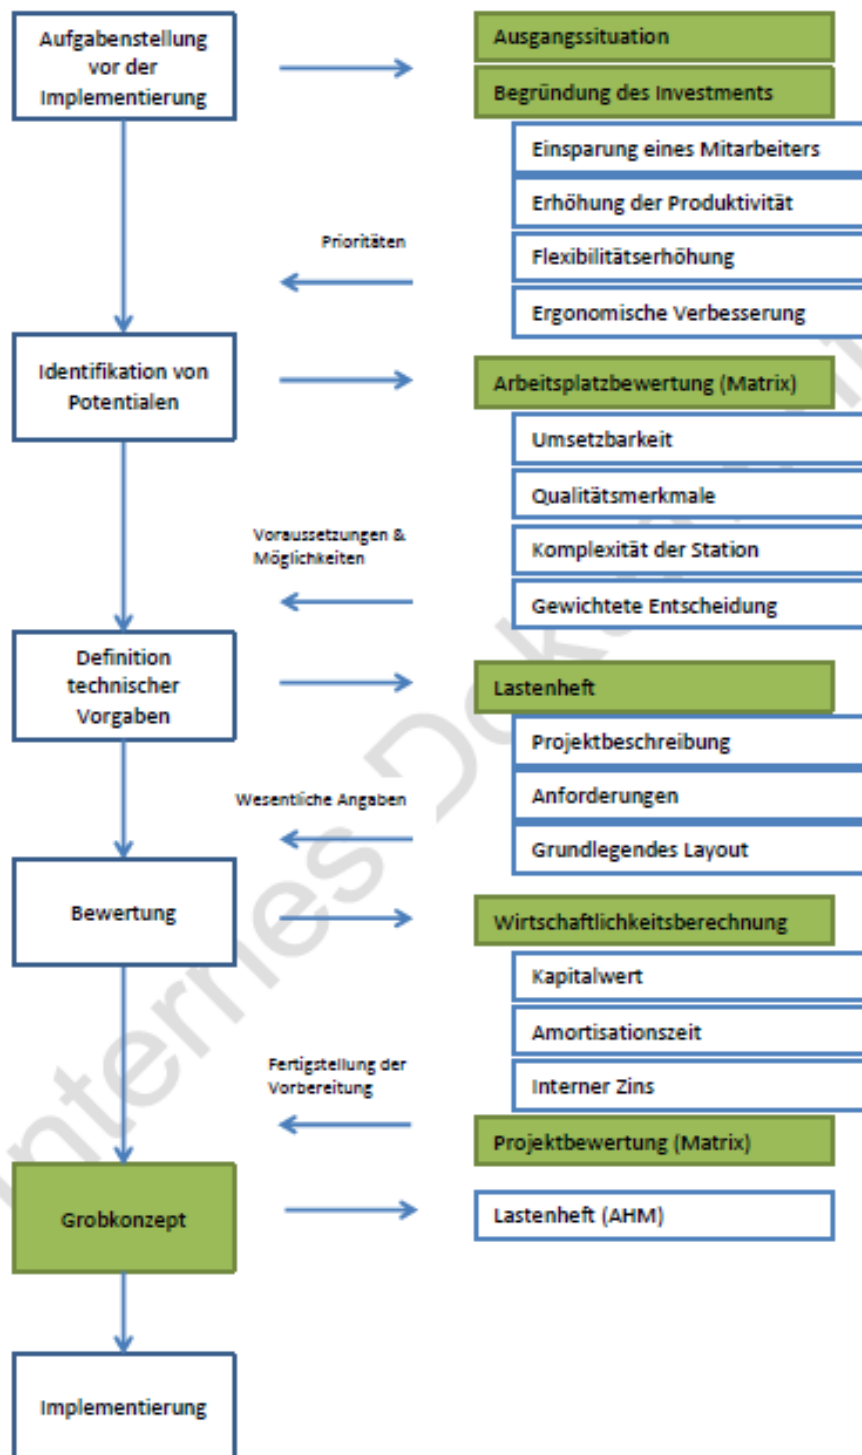 Aufgabenstellung
vor der
Implementierung
Ausgangssituation
Begründung des Investments
Einsparung eines Mitarbeiters
Erhöhung der Produktivität
Prioritäten
Flexibilitätserhöhung
Ergonomische Verbesserung
Identifikation von
Potentialen
Arbeitsplatzbewertung (Matrix)
Umsetzbarkeit
Qualitätsmerkmale
Voraussetzungen &
Möglichkeiten
Komplexität der Station
Gewichtete Entscheidung
Definition
technischer
Vorgaben
Lastenheft
Projektbeschreibung
Wesentliche Angaben
Anforderungen
Grundlegendes Layout
Bewertung
Wirtschaftlichkeitsberechnung
Kapitalwert
Amortisationszeit
Fertigstellung der
Vorbereitung
Interner Zins
Projektbewertung (Matrix)
Grobkonzept
Lastenheft (AHM)
Implementierung
internes